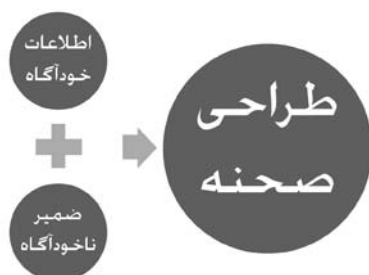 اطلاعات
خودآگاه
ضمیر
ناخودآگاه
طراحی
صحنه